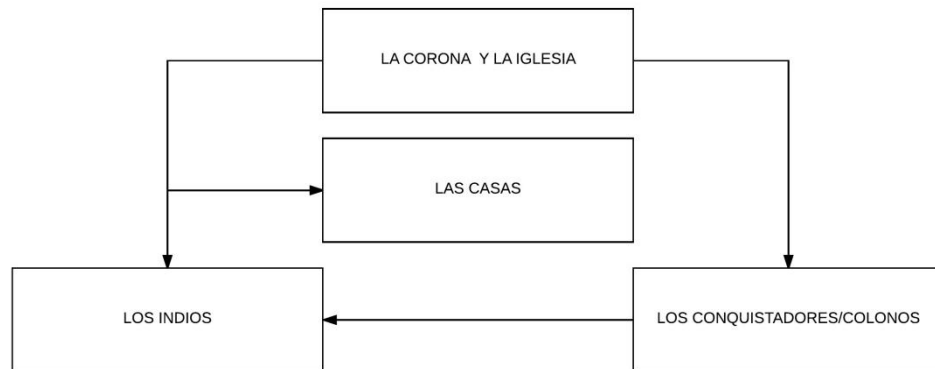 LA CORONA Y LA IGLESIA
LAS CASAS
LOS INDIOS
LOS CONQUISTADORES/COLONOS